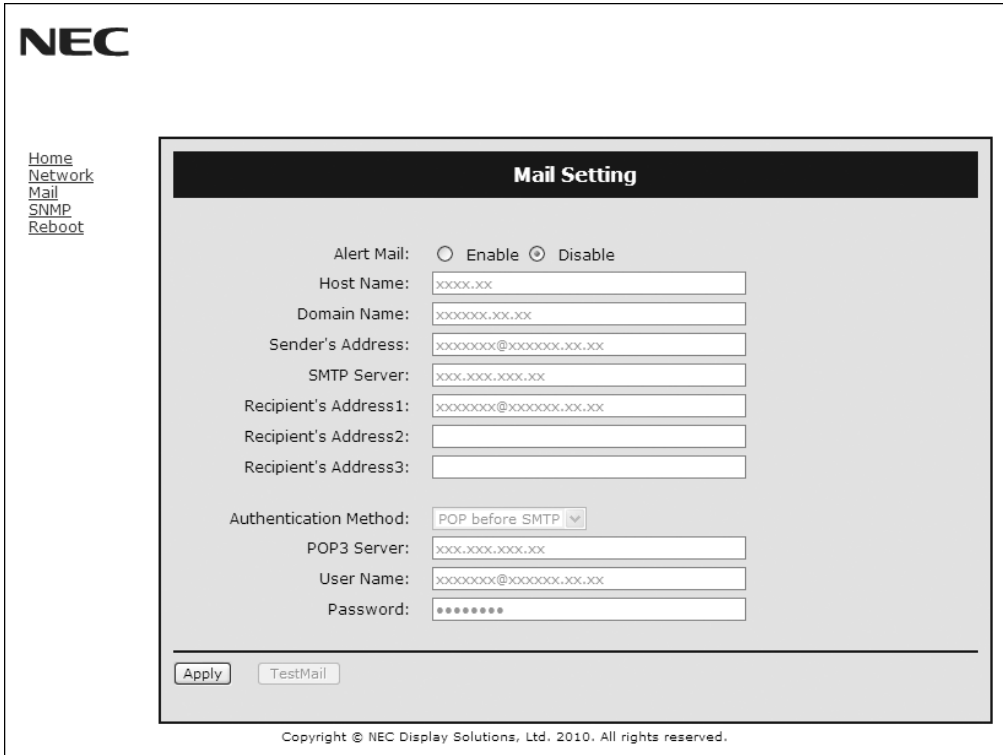 NEC
Home
Network
Mail
SNMP
Reboot
Mail Setting
Alert Mail: Enable Disable
Host Name: xxxx.xx
Domain Name: xxxxxx.xx.xx
Sender's Address: xxxxxxx@xxxxxx.xx.xx
SMTP Server: xxx.xxx.xxx.xx
Recipient's Address1: xxxxxxx@xxxxxx.xx.xx
Recipient's Address2:
Recipient's Address3:
Authentication Method: POP before SMTP
POP3 Server: xxx.xxx.xxx.xx
User Name: xxxxxxx@xxxxxx.xx.xx
Password: ●●●●●●●●
Apply TestMail
Copyright © NEC Display Solutions, Ltd. 2010. All rights reserved.